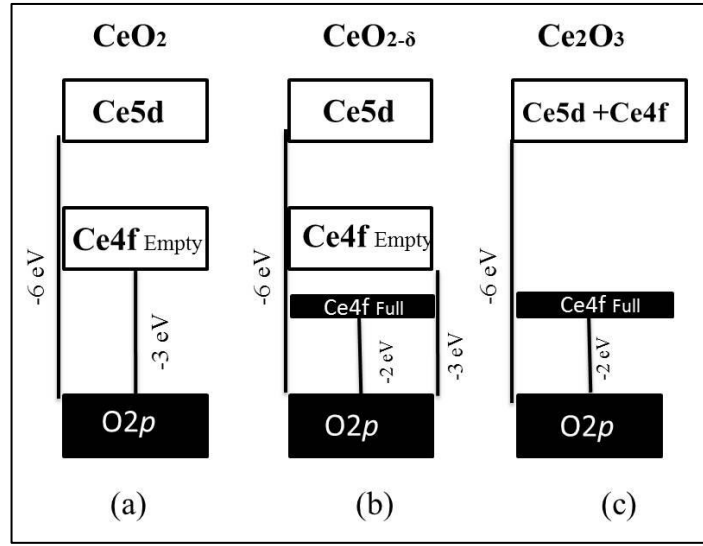 CeO₂ CeO₂₋δ Ce₂O₃
Ce5d Ce5d Ce5d +Ce4f
Ce4f Empty Ce4f Empty
-6 eV -6 eV -6 eV
Ce4f Full Ce4f Full
-3 eV -2 eV -3 eV -2 eV
O2p O2p O2p
(a) (b) (c)